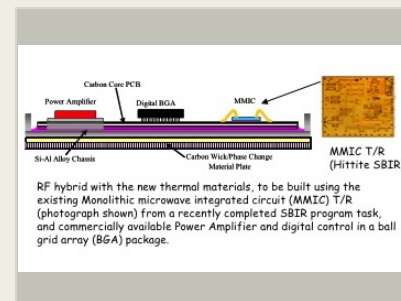 Carbon Core PCB
Power Amplifier
Digital BGA
MMIC
Si-Al Alloy Chassis
Carbon Wick/Phase Change
Material Plate
MMIC T/R
(Hittite SBIR
RF hybrid with the new thermal materials, to be built using the
existing Monolithic microwave integrated circuit (MMIC) T/R
(photograph shown) from a recently completed SBIR program task,
and commercially available Power Amplifier and digital control in a ball
grid array (BGA) package.